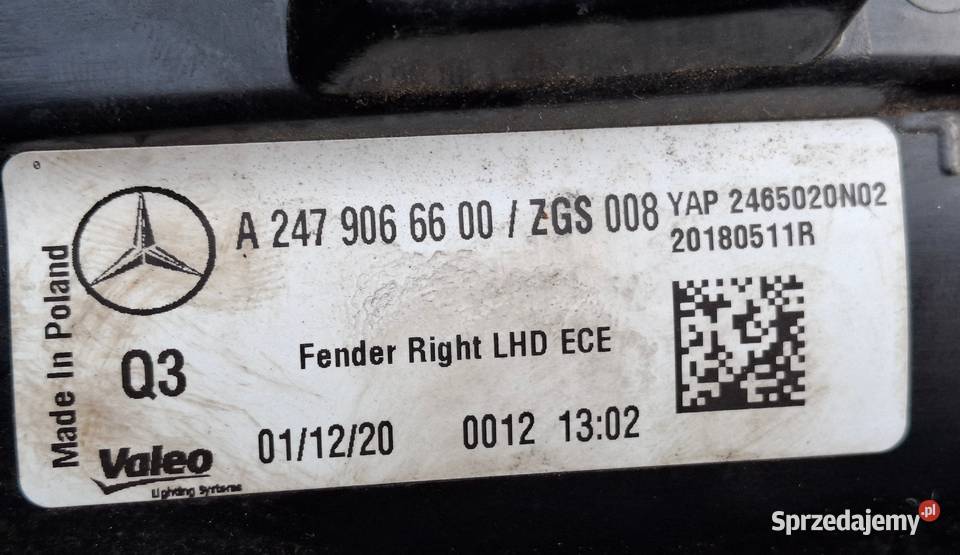 0
A 247 906 66 00 / ZGS 008
YAP 2465020N02
20180511R
Made In Poland
Fender Right LHD ECE
Q3
01/12/20 0012 13:02
Valeo
Lighting Systems
Sprzedajemy.pl